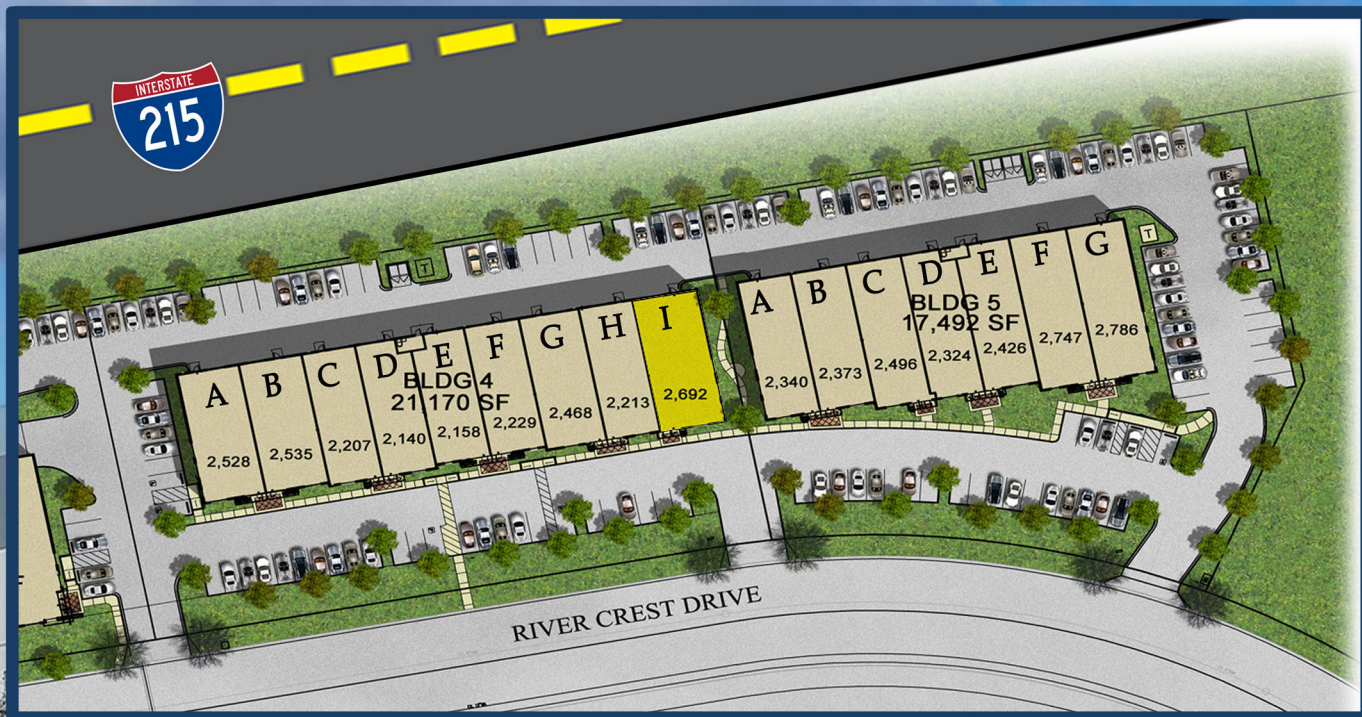 INTERSTATE
215
A
B
C
D
E
F
G
H
I
BLDG 4
21,170 SF
2,528
2,535
2,207
2,140
2,158
2,229
2,468
2,213
2,692
A
B
C
D
E
F
G
BLDG 5
17,492 SF
2,340
2,373
2,496
2,324
2,426
2,747
2,786
T
T
RIVER CREST DRIVE